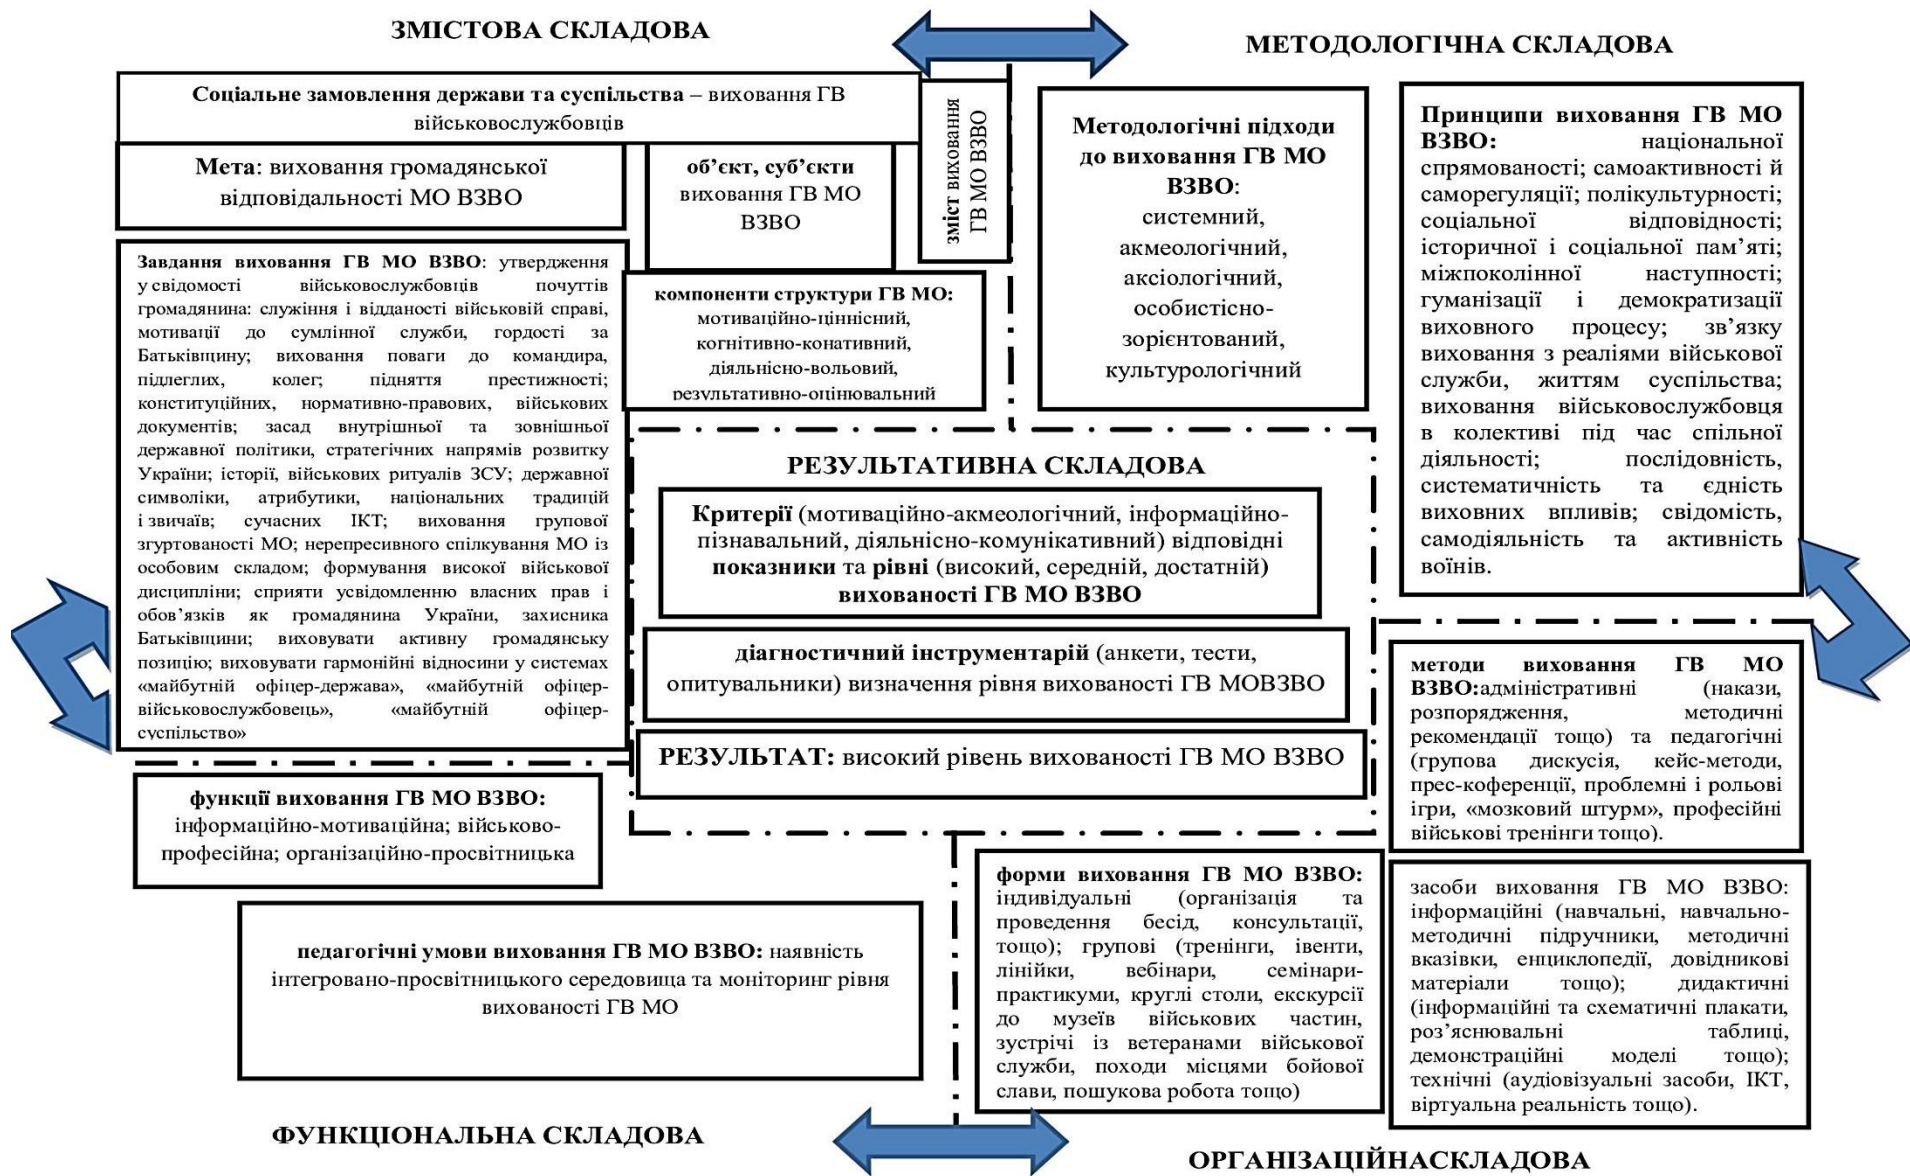 ЗМІСТОВА СКЛАДОВА
МЕТОДОЛОГІЧНА СКЛАДОВА
Соціальне замовлення держави та суспільства – виховання ГВ
військовослужбовців
Мета: виховання громадянської
відповідальності МО ВЗВО
об’єкт, суб’єкти
виховання ГВ МО
ВЗВО
зміст виховання
ГВ МО ВЗВО
Завдання виховання ГВ МО ВЗВО: утвердження
у свідомості військовослужбовців почуттів
громадянина: служіння і відданості військовій справі,
мотивації до сумлінної служби, гордості за
Батьківщину; виховання поваги до командира,
підлеглих, колег; підняття престижності;
конституційних, нормативно-правових, військових
документів; засад внутрішньої та зовнішньої
державної політики, стратегічних напрямів розвитку
України; історії, військових ритуалів ЗСУ; державної
символіки, атрибутики, національних традицій
і звичаїв; сучасних ІКТ; виховання групової
згуртованості МО; нерепресивного спілкування МО із
особовим складом; формування високої військової
дисципліни; сприяти усвідомленню власних прав і
обов’язків як громадянина України, захисника
Батьківщини; виховувати активну громадянську
позицію; виховувати гармонійні відносини у системах
«майбутній офіцер-держава», «майбутній офіцер-
військовослужбовець», «майбутній офіцер-
суспільство»
компоненти структури ГВ МО:
мотиваційно-ціннісний,
когнітивно-конативний,
діяльнісно-вольовий,
результативно-оцінювальний
Методологічні підходи
до виховання ГВ МО
ВЗВО:
системний,
акмеологічний,
аксіологічний,
особистісно-
зорієнтований,
культурологічний
Принципи виховання ГВ МО
ВЗВО: національної
спрямованості; самоактивності й
саморегуляції; полікультурності;
соціальної відповідності;
історичної і соціальної пам’яті;
міжпоколінної наступності;
гуманізації і демократизації
виховного процесу; зв’язку
виховання з реаліями військової
служби, життям суспільства;
виховання військовослужбовця
в колективі під час спільної
діяльності; послідовність,
систематичність та єдність
виховних впливів; свідомість,
самодіяльність та активність
воїнів.
РЕЗУЛЬТАТИВНА СКЛАДОВА
Критерії (мотиваційно-акмеологічний, інформаційно-
пізнавальний, діяльнісно-комунікативний) відповідні
показники та рівні (високий, середній, достатній)
вихованості ГВ МО ВЗВО
діагностичний інструментарій (анкети, тести,
опитувальники) визначення рівня вихованості ГВ МОВЗВО
РЕЗУЛЬТАТ: високий рівень вихованості ГВ МО ВЗВО
функції виховання ГВ МО ВЗВО:
інформаційно-мотиваційна; військово-
професійна; організаційно-просвітницька
педагогічні умови виховання ГВ МО ВЗВО: наявність
інтегровано-просвітницького середовища та моніторинг рівня
вихованості ГВ МО
методи виховання ГВ МО
ВЗВО:адміністративні (накази,
розпорядження, методичні
рекомендації тощо) та педагогічні
(групова дискусія, кейс-методи,
прес-коференції, проблемні і рольові
ігри, «мозковий штурм», професійні
військові тренінги тощо).
форми виховання ГВ МО ВЗВО:
індивідуальні (організація та
проведення бесід, консультації,
тощо); групові (тренінги, івенти,
лінійки, вебінари, семінари-
практикуми, круглі столи, екскурсії
до музеїв військових частин,
зустрічі із ветеранами військової
служби, походи місцями бойової
слави, пошукова робота тощо)
засоби виховання ГВ МО ВЗВО:
інформаційні (навчальні, навчально-
методичні підручники, методичні
вказівки, енциклопедії, довідникові
матеріали тощо); дидактичні
(інформаційні та схематичні плакати,
роз’яснювальні таблиці,
демонстраційні моделі тощо);
технічні (аудіовізуальні засоби, ІКТ,
віртуальна реальність тощо).
ФУНКЦІОНАЛЬНА СКЛАДОВА
ОРГАНІЗАЦІЙНАСКЛАДОВА